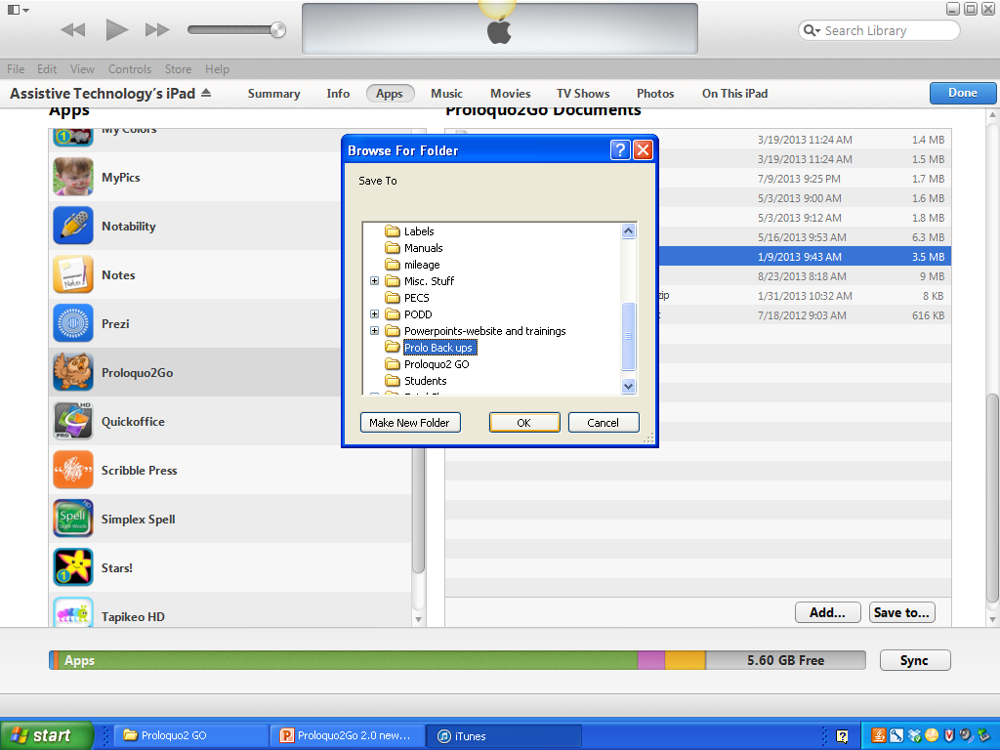 Search Library
File Edit View Controls Store Help
Assistive Technology's iPad
Summary Info Apps Music Movies TV Shows Photos On This iPad
Done
Apps
My Colors
MyPics
Notability
Notes
Prezi
Proloquo2Go
Quickoffice
Scribble Press
Simplex Spell
Stars!
Tapikeo HD
Proloquo2Go Documents
3/19/2013 11:24 AM 1.4 MB
3/19/2013 11:24 AM 1.5 MB
7/9/2013 9:25 PM 1.7 MB
5/3/2013 9:00 AM 1.6 MB
5/3/2013 9:12 AM 1.8 MB
5/16/2013 9:53 AM 6.3 MB
1/9/2013 9:43 AM 3.5 MB
8/23/2013 8:18 AM 9 MB
zip 1/31/2013 10:32 AM 8 KB
7/18/2012 9:03 AM 616 KB
Browse For Folder
Save To
Labels
Manuals
mileage
Misc. Stuff
PECS
PODD
Powerpoints-website and trainings
Prolo Back ups
Proloquo2 GO
Students
Make New Folder OK Cancel
Add... Save to...
Apps 5.60 GB Free Sync
start Proloquo2 GO Proloquo2Go 2.0 new... iTunes